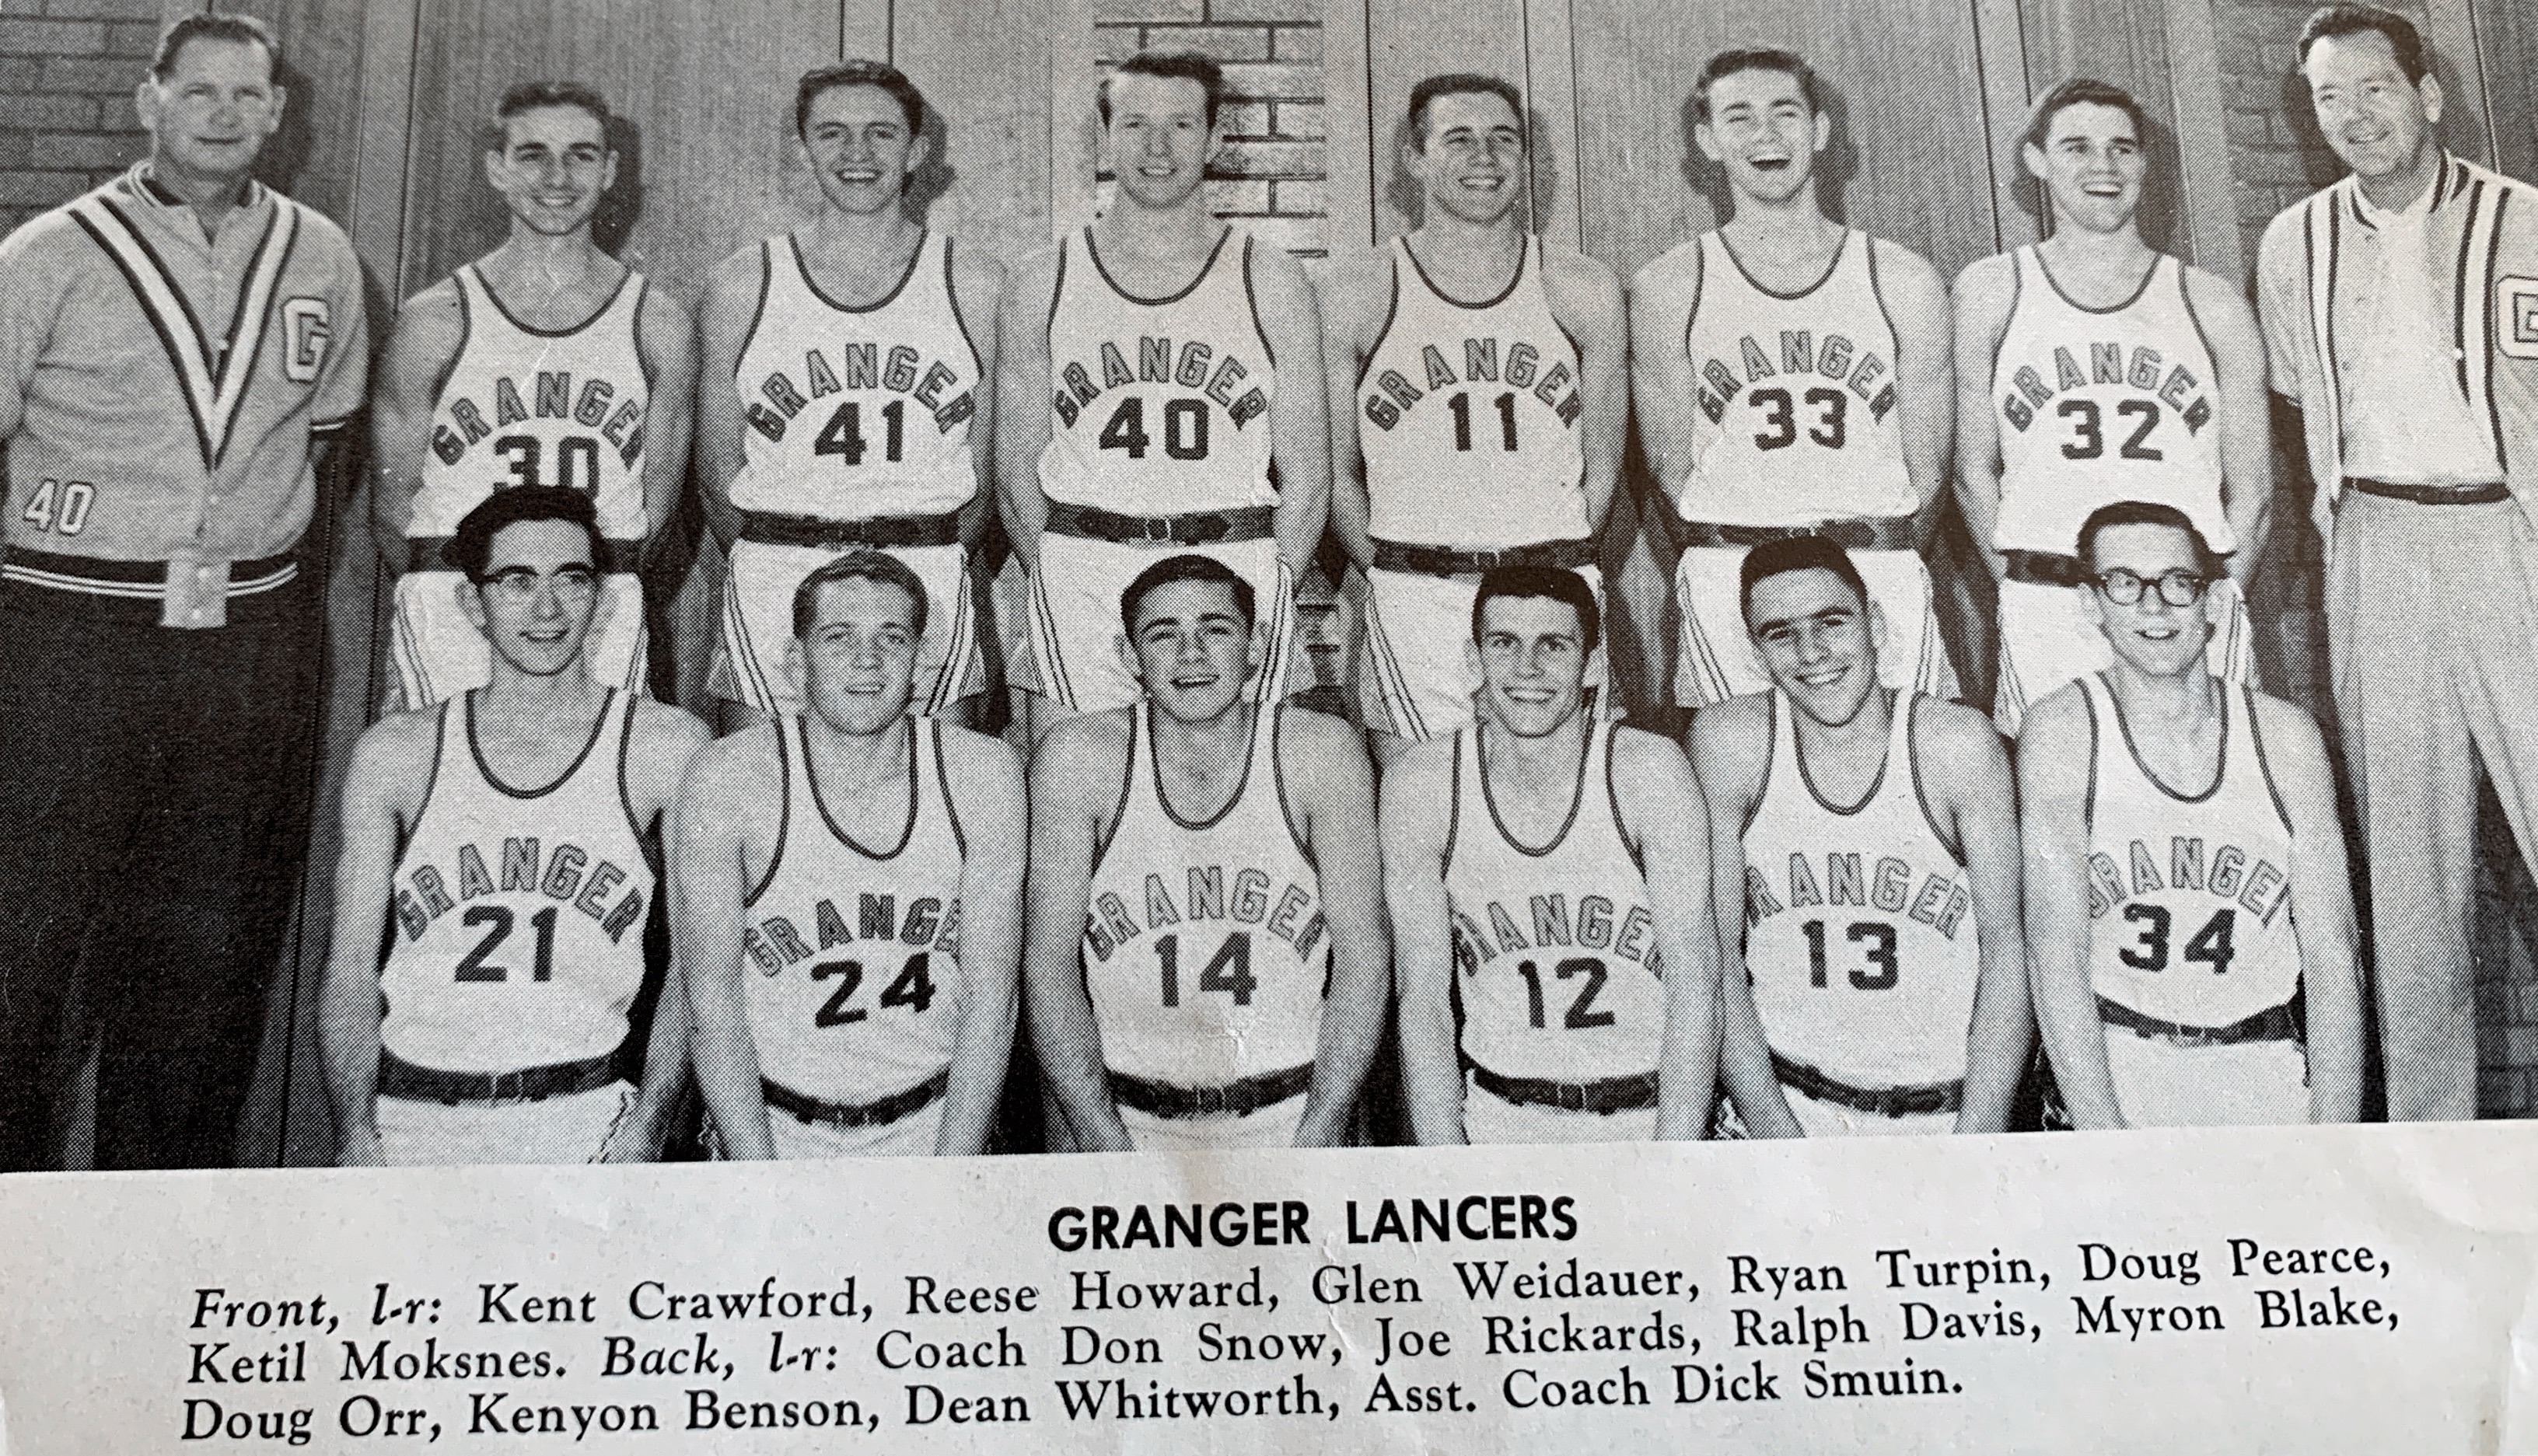 G
G
40
GRANGER
30
GRANGER
41
GRANGER
40
GRANGER
11
GRANGER
33
GRANGER
32
GRANGER
21
GRANGE
24
GRANGER
14
RANGER
12
RANGER
13
GRANGER
34
GRANGER LANCERS
Front, l-r: Kent Crawford, Reese Howard, Glen Weidauer, Ryan Turpin, Doug Pearce,
Ketil Moksnes. Back, l-r: Coach Don Snow, Joe Rickards, Ralph Davis, Myron Blake,
Doug Orr, Kenyon Benson, Dean Whitworth, Asst. Coach Dick Smuin.